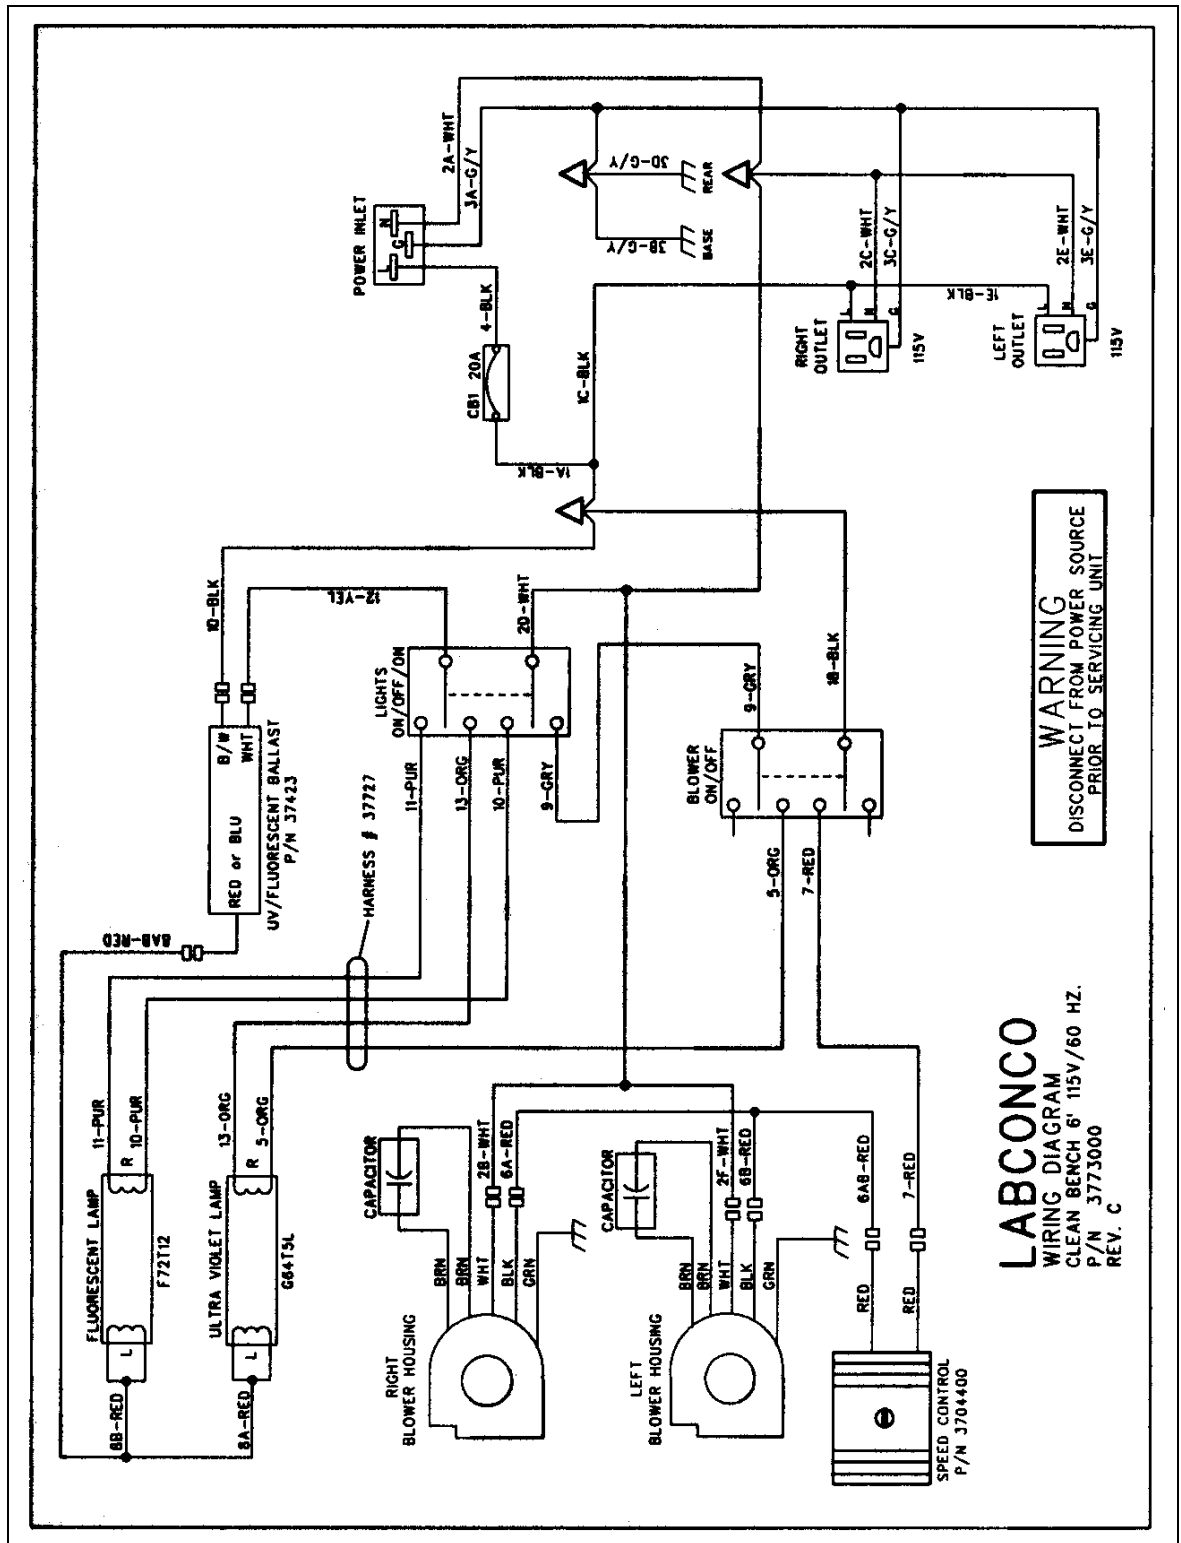 POWER INLET
L
G
N
2A-WHT
3A-G/Y
4-BLK
CB1 20A
1A-BLK
1C-BLK
3D-G/Y
REAR
3B-G/Y
BASE
2C-WHT
3C-G/Y
2E-WHT
3E-G/Y
1E-BLK
L
N
G
RIGHT
OUTLET
115V
L
N
G
LEFT
OUTLET
115V
1D-BLK
12-YEL
2D-WHT
B/W
WHT
RED or BLU
UV/FLUORESCENT BALLAST
P/N 37423
LIGHTS
ON/OFF/ON
11-PUR
13-ORG
10-PUR
9-GRY
9-GRY
1B-BLK
BLOWER
ON/OFF
5-ORG
7-RED
HARNESS # 37727
8AB-RED
11-PUR
10-PUR
13-ORG
5-ORG
FLUORESCENT LAMP
F72T12
R
L
ULTRA VIOLET LAMP
G64T5L
R
L
8B-RED
8A-RED
CAPACITOR
2B-WHT
6A-RED
BRN
BRN
WHT
BLK
GRN
RIGHT
BLOWER HOUSING
CAPACITOR
2F-WHT
6B-RED
BRN
BRN
WHT
BLK
GRN
LEFT
BLOWER HOUSING
6AB-RED
7-RED
RED
RED
SPEED CONTROL
P/N 3704400
WARNING
DISCONNECT FROM POWER SOURCE
PRIOR TO SERVICING UNIT
LABCONCO
WIRING DIAGRAM
CLEAN BENCH 6' 115V/60 HZ.
P/N 3773000
REV. C